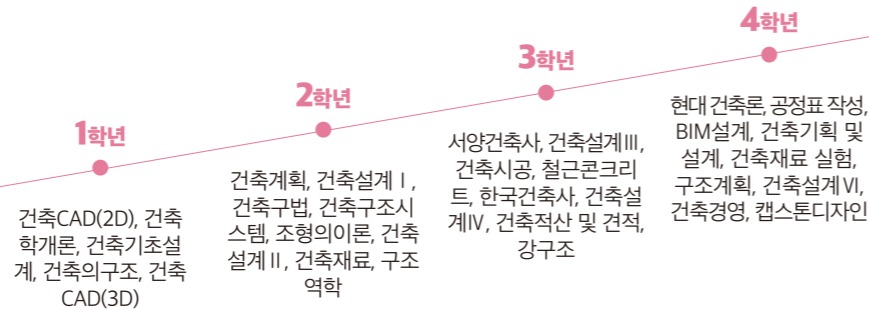 1학년
건축CAD(2D), 건축
학개론, 건축기초설
계, 건축의구조, 건축
CAD(3D)
2학년
건축계획, 건축설계Ⅰ,
건축구법, 건축구조시
스템, 조형의이론, 건축
설계Ⅱ, 건축재료, 구조
역학
3학년
서양건축사, 건축설계Ⅲ,
건축시공, 철근콘크리
트, 한국건축사, 건축설
계Ⅳ, 건축적산 및 견적,
강구조
4학년
현대 건축론, 공정표 작성,
BIM설계, 건축기획 및
설계, 건축재료 실험,
구조계획, 건축설계Ⅵ,
건축경영, 캡스톤디자인